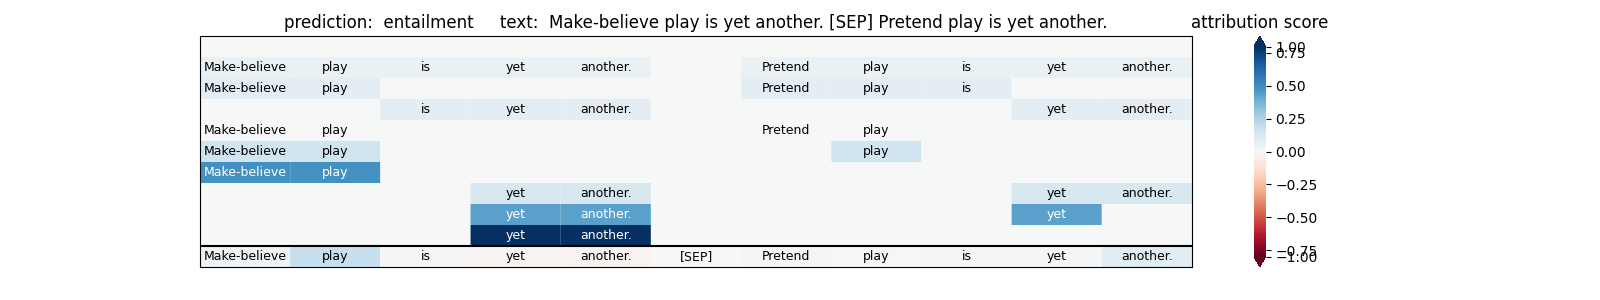 prediction:  entailment     text:  Make-believe play is yet another. [SEP] Pretend play is yet another.
attribution score
Make-believe play is yet another. Pretend play is yet another.
Make-believe play Pretend play is
is yet another. yet another.
Make-believe play Pretend play
Make-believe play play
Make-believe play
yet another. yet another.
yet another. yet
yet another.
Make-believe play is yet another. [SEP] Pretend play is yet another.
1.00
0.75
0.50
0.25
0.00
−0.25
−0.50
−0.75
−1.00